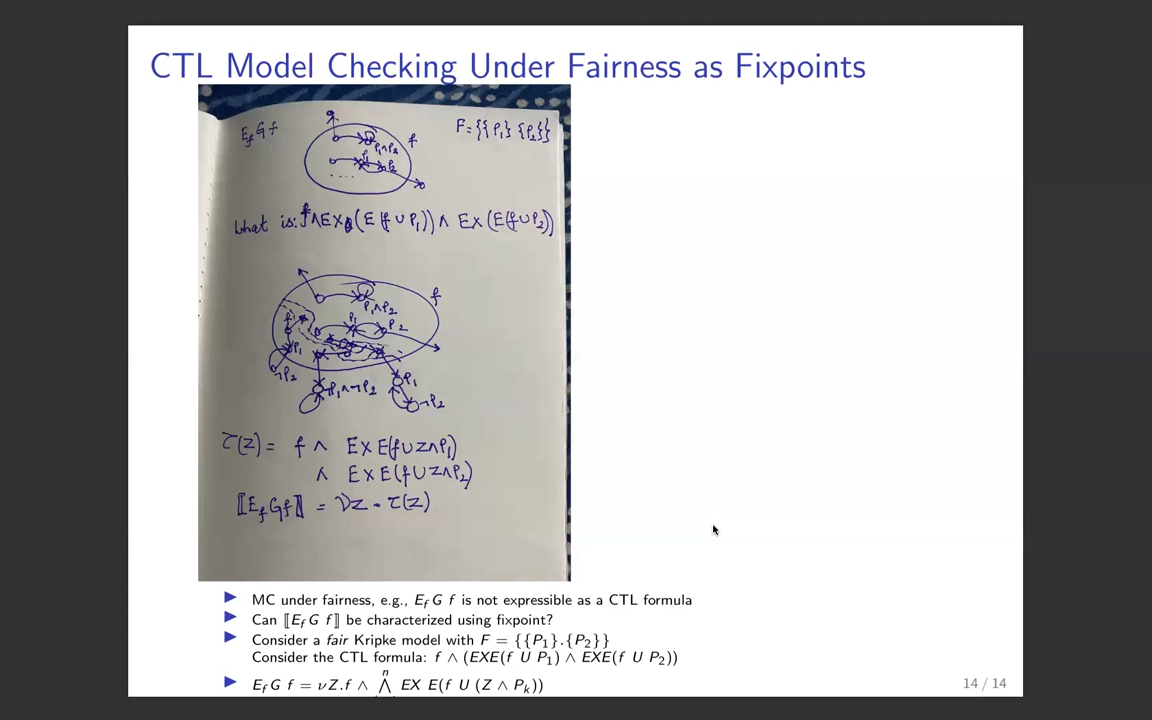 CTL Model Checking Under Fairness as Fixpoints
E_f G f
F = {{P₁} {P₂}}
f
P₁∧P₂
P₁
P₂
....
What is: f ∧ EX (E(f U P₁)) ∧ EX (E(f U P₂))
f
P₁∧P₂
P₁
P₂
P₁
¬P₂
¬P₁∧¬P₂
P₁
¬P₂
τ(Z) = f ∧ EX E(f U Z∧P₁)
∧ EX E(f U Z∧P₂)
⟦E_f G f⟧ = νZ . τ(Z)
▶ MC under fairness, e.g., E_f G f is not expressible as a CTL formula
▶ Can ⟦E_f G f⟧ be characterized using fixpoint?
▶ Consider a fair Kripke model with F = {{P₁}.{P₂}}
Consider the CTL formula: f ∧ (EXE(f U P₁) ∧ EXE(f U P₂))
n
▶ E_f G f = νZ.f ∧ ⋀ EX E(f U (Z ∧ P_k))
14 / 14